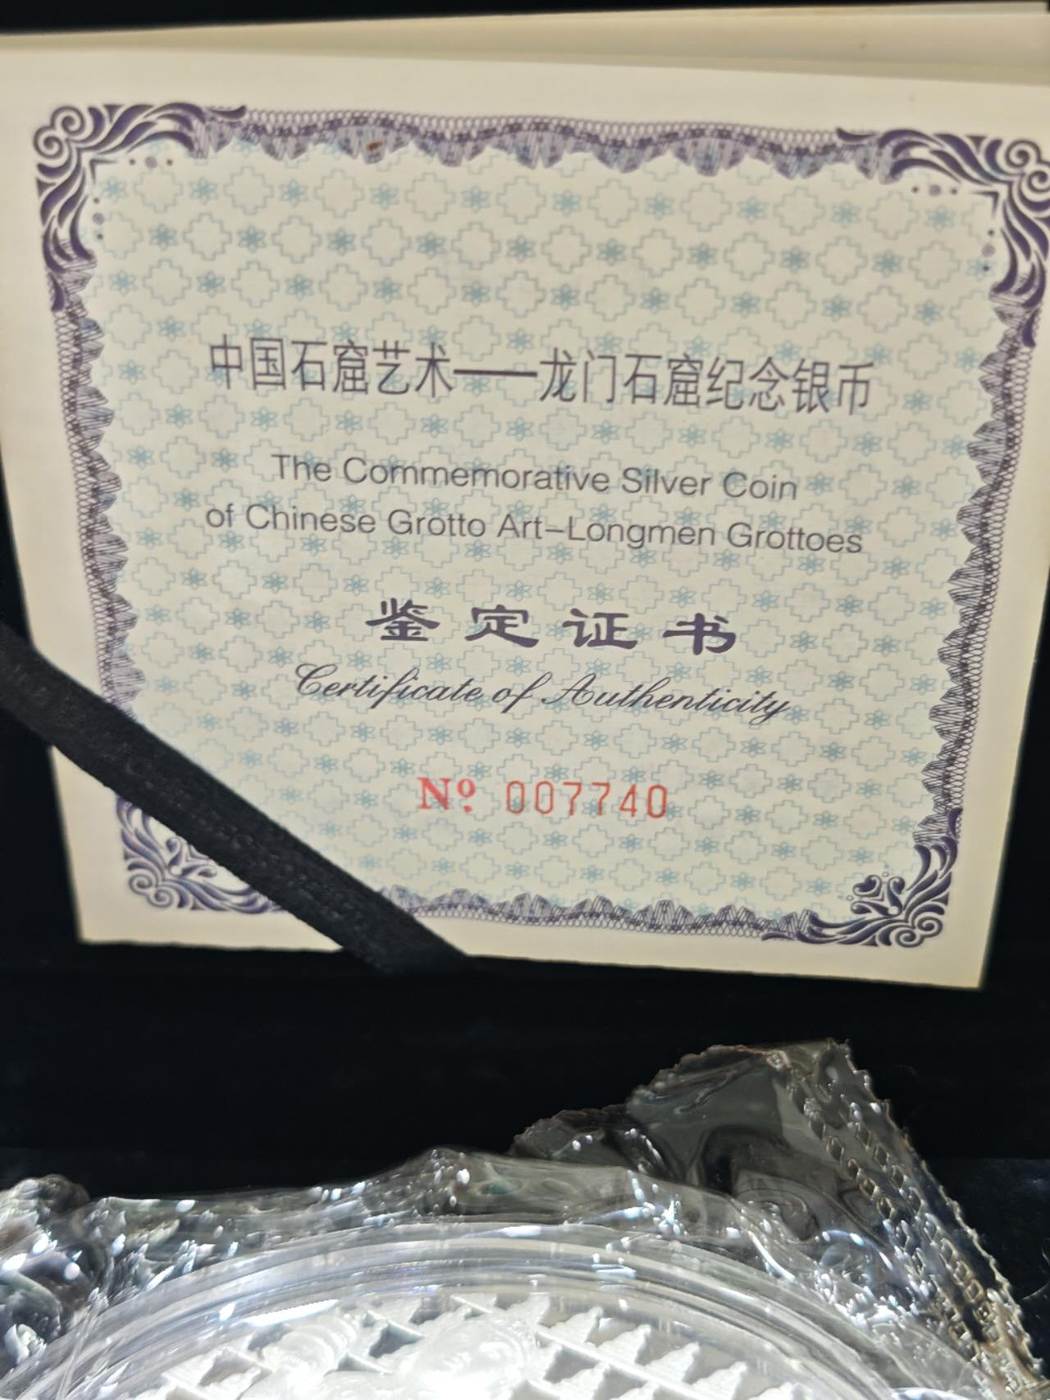 中国石窟艺术——龙门石窟纪念银币
The Commemorative Silver Coin
of Chinese Grotto Art–Longmen Grottoes
鉴定证书
Certificate of Authenticity
Nº 007740